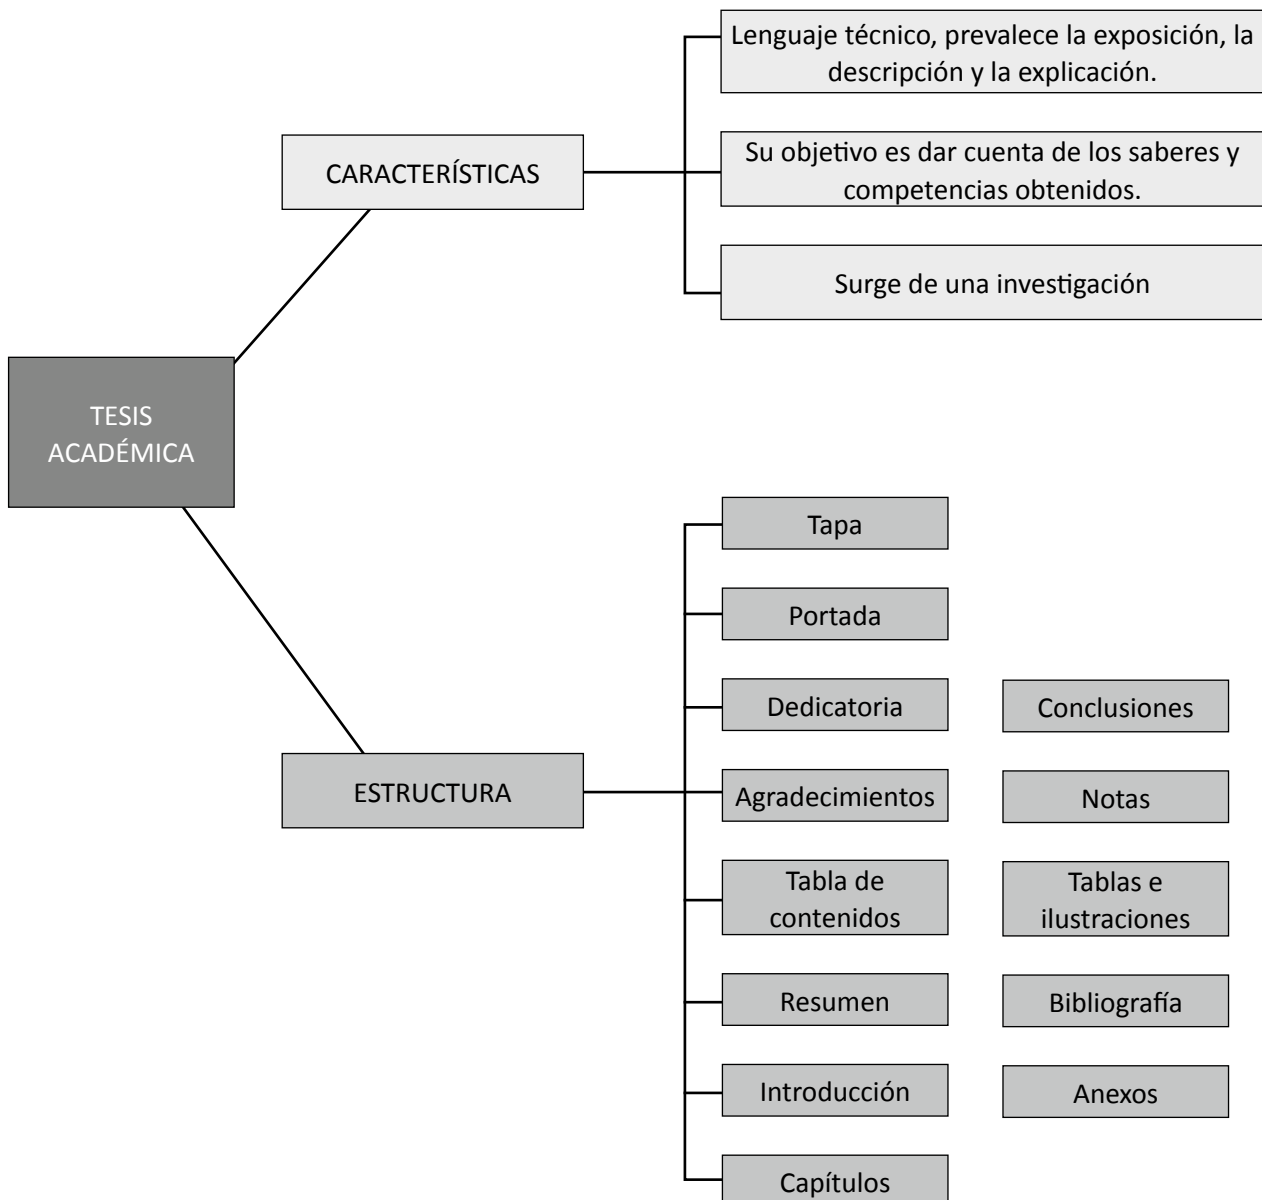 Lenguaje técnico, prevalece la exposición, la
descripción y la explicación.
CARACTERÍSTICAS
Su objetivo es dar cuenta de los saberes y
competencias obtenidos.
Surge de una investigación
TESIS
ACADÉMICA
Tapa
Portada
Dedicatoria
Conclusiones
ESTRUCTURA
Agradecimientos
Notas
Tabla de
contenidos
Tablas e
ilustraciones
Resumen
Bibliografía
Introducción
Anexos
Capítulos